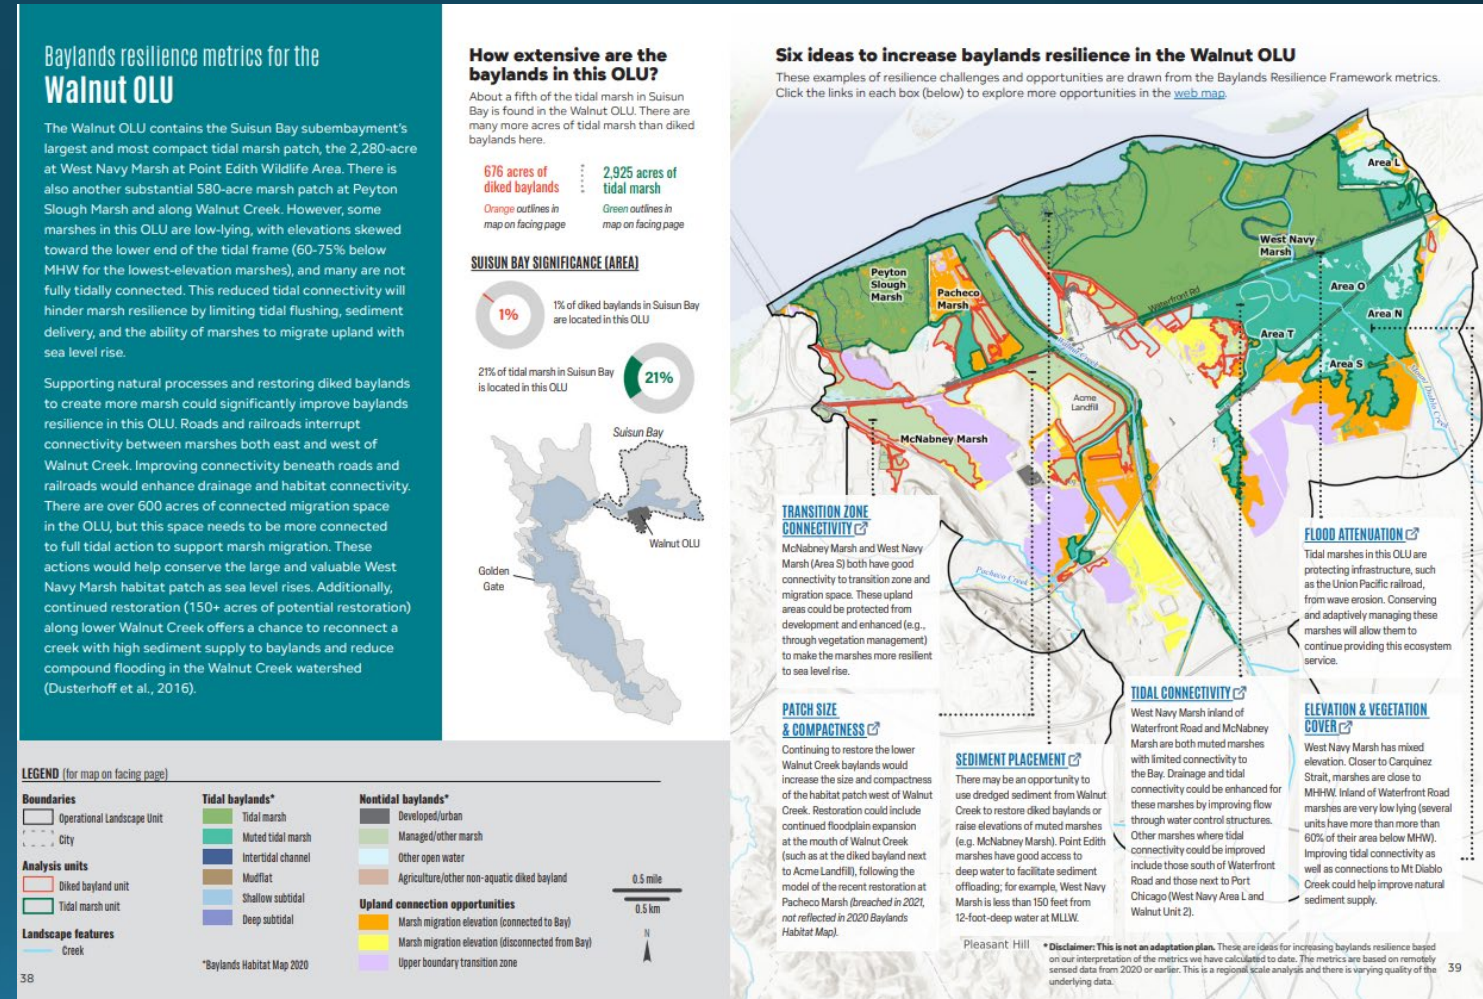 Baylands resilience metrics for the
Walnut OLU
The Walnut OLU contains the Suisun Bay subembayment's
largest and most compact tidal marsh patch, the 2,280-acre
at West Navy Marsh at Point Edith Wildlife Area. There is
also another substantial 580-acre marsh patch at Peyton
Slough Marsh and along Walnut Creek. However, some
marshes in this OLU are low-lying, with elevations skewed
toward the lower end of the tidal frame (60-75% below
MHW for the lowest-elevation marshes), and many are not
fully tidally connected. This reduced tidal connectivity will
hinder marsh resilience by limiting tidal flushing, sediment
delivery, and the ability of marshes to migrate upland with
sea level rise.
Supporting natural processes and restoring diked baylands
to create more marsh could significantly improve baylands
resilience in this OLU. Roads and railroads interrupt
connectivity between marshes both east and west of
Walnut Creek. Improving connectivity beneath roads and
railroads would enhance drainage and habitat connectivity.
There are over 600 acres of connected migration space
in the OLU, but this space needs to be more connected
to full tidal action to support marsh migration. These
actions would help conserve the large and valuable West
Navy Marsh habitat patch as sea level rises. Additionally,
continued restoration (150+ acres of potential restoration)
along lower Walnut Creek offers a chance to reconnect a
creek with high sediment supply to baylands and reduce
compound flooding in the Walnut Creek watershed
(Dusterhoff et al., 2016).
How extensive are the
baylands in this OLU?
About a fifth of the tidal marsh in Suisun
Bay is found in the Walnut OLU. There are
many more acres of tidal marsh than diked
baylands here.
676 acres of
diked baylands
Orange outlines in
map on facing page
2,925 acres of
tidal marsh
Green outlines in
map on facing page
SUISUN BAY SIGNIFICANCE (AREA)
1%
1% of diked baylands in Suisun Bay
are located in this OLU
21% of tidal marsh in Suisun Bay
is located in this OLU
21%
Suisun Bay
Walnut OLU
Golden
Gate
LEGEND (for map on facing page)
Boundaries
Operational Landscape Unit
City
Analysis units
Diked bayland unit
Tidal marsh unit
Landscape features
Creek
Tidal baylands*
Tidal marsh
Muted tidal marsh
Intertidal channel
Mudflat
Shallow subtidal
Deep subtidal
*Baylands Habitat Map 2020
Nontidal baylands*
Developed/urban
Managed/other marsh
Other open water
Agriculture/other non-aquatic diked bayland
Upland connection opportunities
Marsh migration elevation (connected to Bay)
Marsh migration elevation (disconnected from Bay)
Upper boundary transition zone
0.5 mile
0.5 km
N
38
Six ideas to increase baylands resilience in the Walnut OLU
These examples of resilience challenges and opportunities are drawn from the Baylands Resilience Framework metrics.
Click the links in each box (below) to explore more opportunities in the web map.
Area L
West Navy
Marsh
Area O
Area N
Area T
Area S
Peyton
Slough
Marsh
Pacheco
Marsh
Waterfront Rd
Walnut Creek
Mount Diablo Creek
Acme
Landfill
McNabney Marsh
Pacheco Creek
TRANSITION ZONE
CONNECTIVITY
McNabney Marsh and West Navy
Marsh (Area S) both have good
connectivity to transition zone and
migration space. These upland
areas could be protected from
development and enhanced (e.g.,
through vegetation management)
to make the marshes more resilient
to sea level rise.
PATCH SIZE
& COMPACTNESS
Continuing to restore the lower
Walnut Creek baylands would
increase the size and compactness
of the habitat patch west of Walnut
Creek. Restoration could include
continued floodplain expansion
at the mouth of Walnut Creek
(such as at the diked bayland next
to Acme Landfill), following the
model of the recent restoration at
Pacheco Marsh (breached in 2021,
not reflected in 2020 Baylands
Habitat Map).
SEDIMENT PLACEMENT
There may be an opportunity to
use dredged sediment from Walnut
Creek to restore diked baylands or
raise elevations of muted marshes
(e.g. McNabney Marsh). Point Edith
marshes have good access to
deep water to facilitate sediment
offloading; for example, West Navy
Marsh is less than 150 feet from
12-foot-deep water at MLLW.
TIDAL CONNECTIVITY
West Navy Marsh inland of
Waterfront Road and McNabney
Marsh are both muted marshes
with limited connectivity to
the Bay. Drainage and tidal
connectivity could be enhanced for
these marshes by improving flow
through water control structures.
Other marshes where tidal
connectivity could be improved
include those south of Waterfront
Road and those next to Port
Chicago (West Navy Area L and
Walnut Unit 2).
FLOOD ATTENUATION
Tidal marshes in this OLU are
protecting infrastructure, such
as the Union Pacific railroad,
from wave erosion. Conserving
and adaptively managing these
marshes will allow them to
continue providing this ecosystem
service.
ELEVATION & VEGETATION
COVER
West Navy Marsh has mixed
elevation. Closer to Carquinez
Strait, marshes are close to
MHHW. Inland of Waterfront Road
marshes are very low lying (several
units have more than more than
60% of their area below MHW).
Improving tidal connectivity as
well as connections to Mt Diablo
Creek could help improve natural
sediment supply.
Pleasant Hill
* Disclaimer: This is not an adaptation plan. These are ideas for increasing baylands resilience based
on our interpretation of the metrics we have calculated to date. The metrics are based on remotely
sensed data from 2020 or earlier. This is a regional scale analysis and there is varying quality of the
underlying data.
39